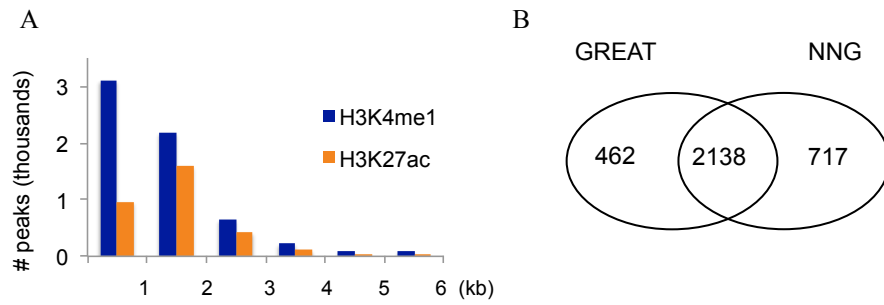 A
# peaks (thousands)
3
2
1
0
H3K4me1
H3K27ac
1 2 3 4 5 6 (kb)
B
GREAT NNG
462 2138 717